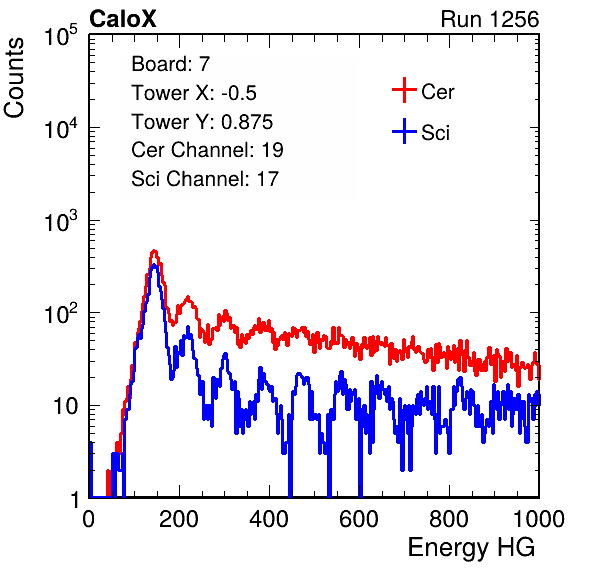 CaloX Run 1256
Counts
10^5
10^4
10^3
10^2
10
1
Board: 7
Tower X: -0.5
Tower Y: 0.875
Cer Channel: 19
Sci Channel: 17
Cer
Sci
0 200 400 600 800 1000
Energy HG